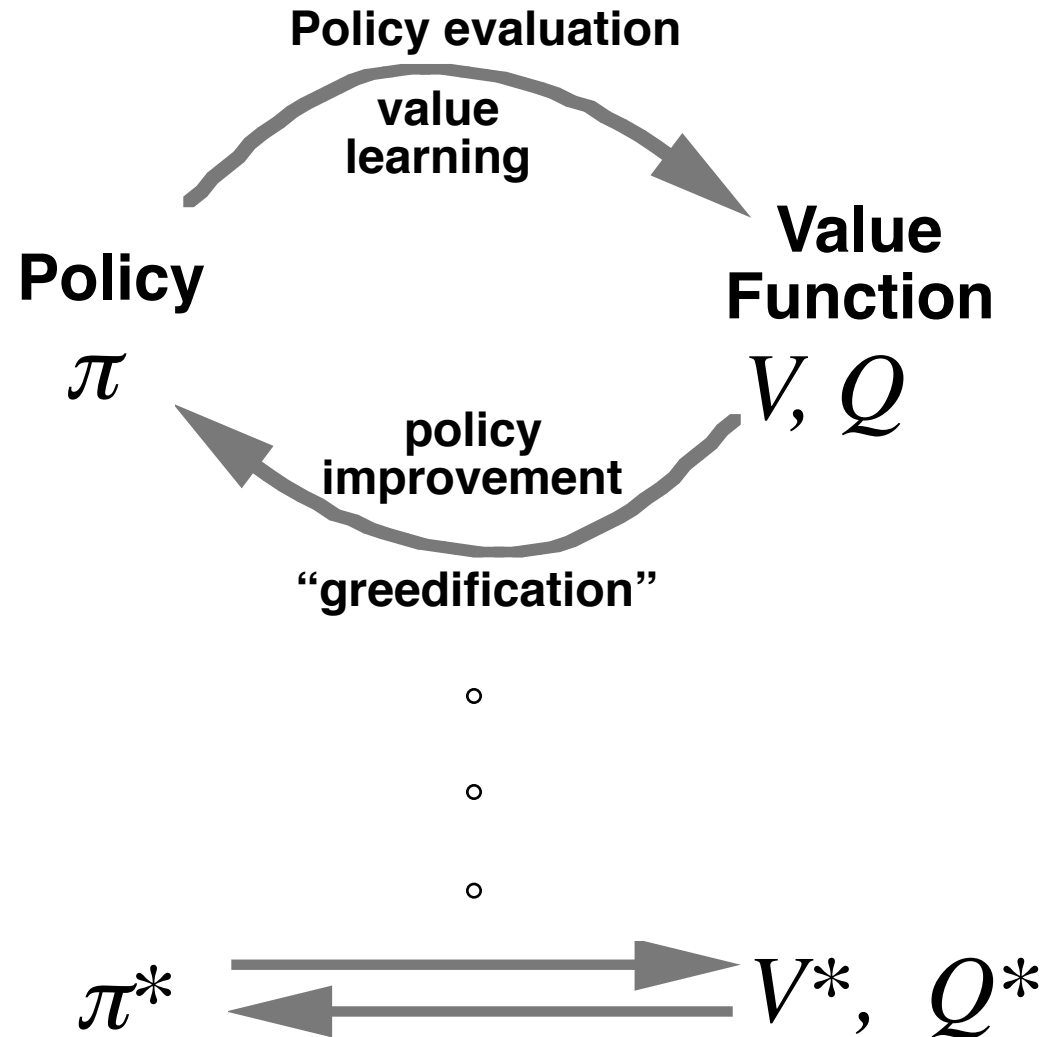 Policy evaluation
value
learning
Policy
π
Value
Function
V, Q
policy
improvement
“greedification”
π*
V*, Q*